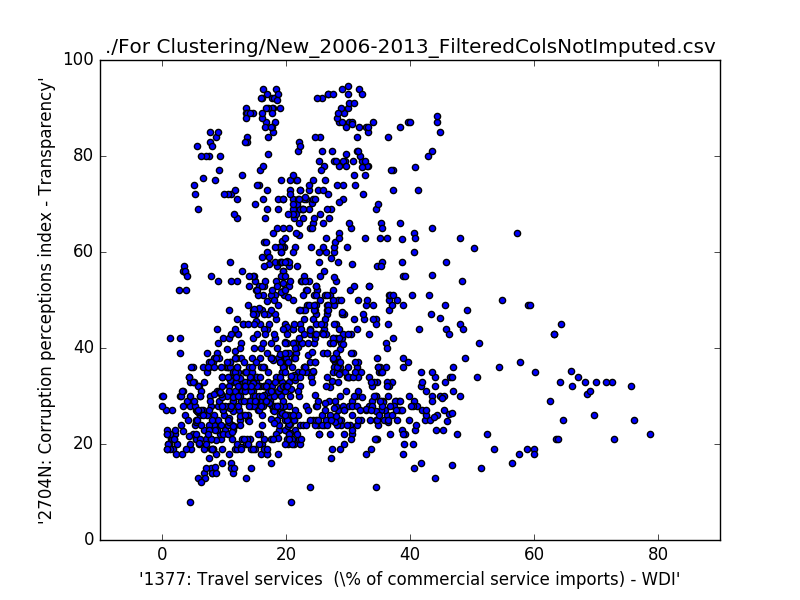 ./For Clustering/New_2006-2013_FilteredColsNotImputed.csv
'2704N: Corruption perceptions index - Transparency'
100
80
60
40
20
0
0 20 40 60 80
'1377: Travel services  (\% of commercial service imports) - WDI'